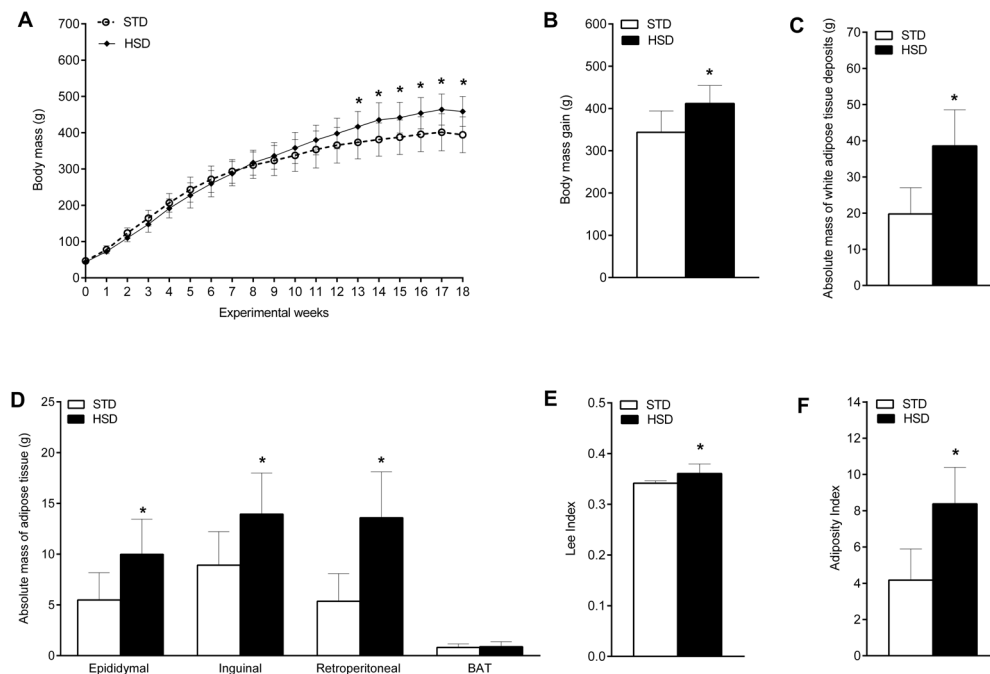 A
STD
HSD
Body mass (g)
700
600
500
400
300
200
100
0
* * * * * *
0 1 2 3 4 5 6 7 8 9 10 11 12 13 14 15 16 17 18
Experimental weeks
B
STD
HSD
Body mass gain (g)
600
500
400
300
200
100
0
*
C
STD
HSD
Absolute mass of white adipose tissue deposits (g)
70
60
50
40
30
20
10
0
*
D
STD
HSD
Absolute mass of adipose tissue (g)
25
20
15
10
5
0
* * *
Epididymal Inguinal Retroperitoneal BAT
E
STD
HSD
Lee Index
0.5
0.4
0.3
0.2
0.1
0.0
*
F
STD
HSD
Adiposity Index
14
12
10
8
6
4
2
0
*